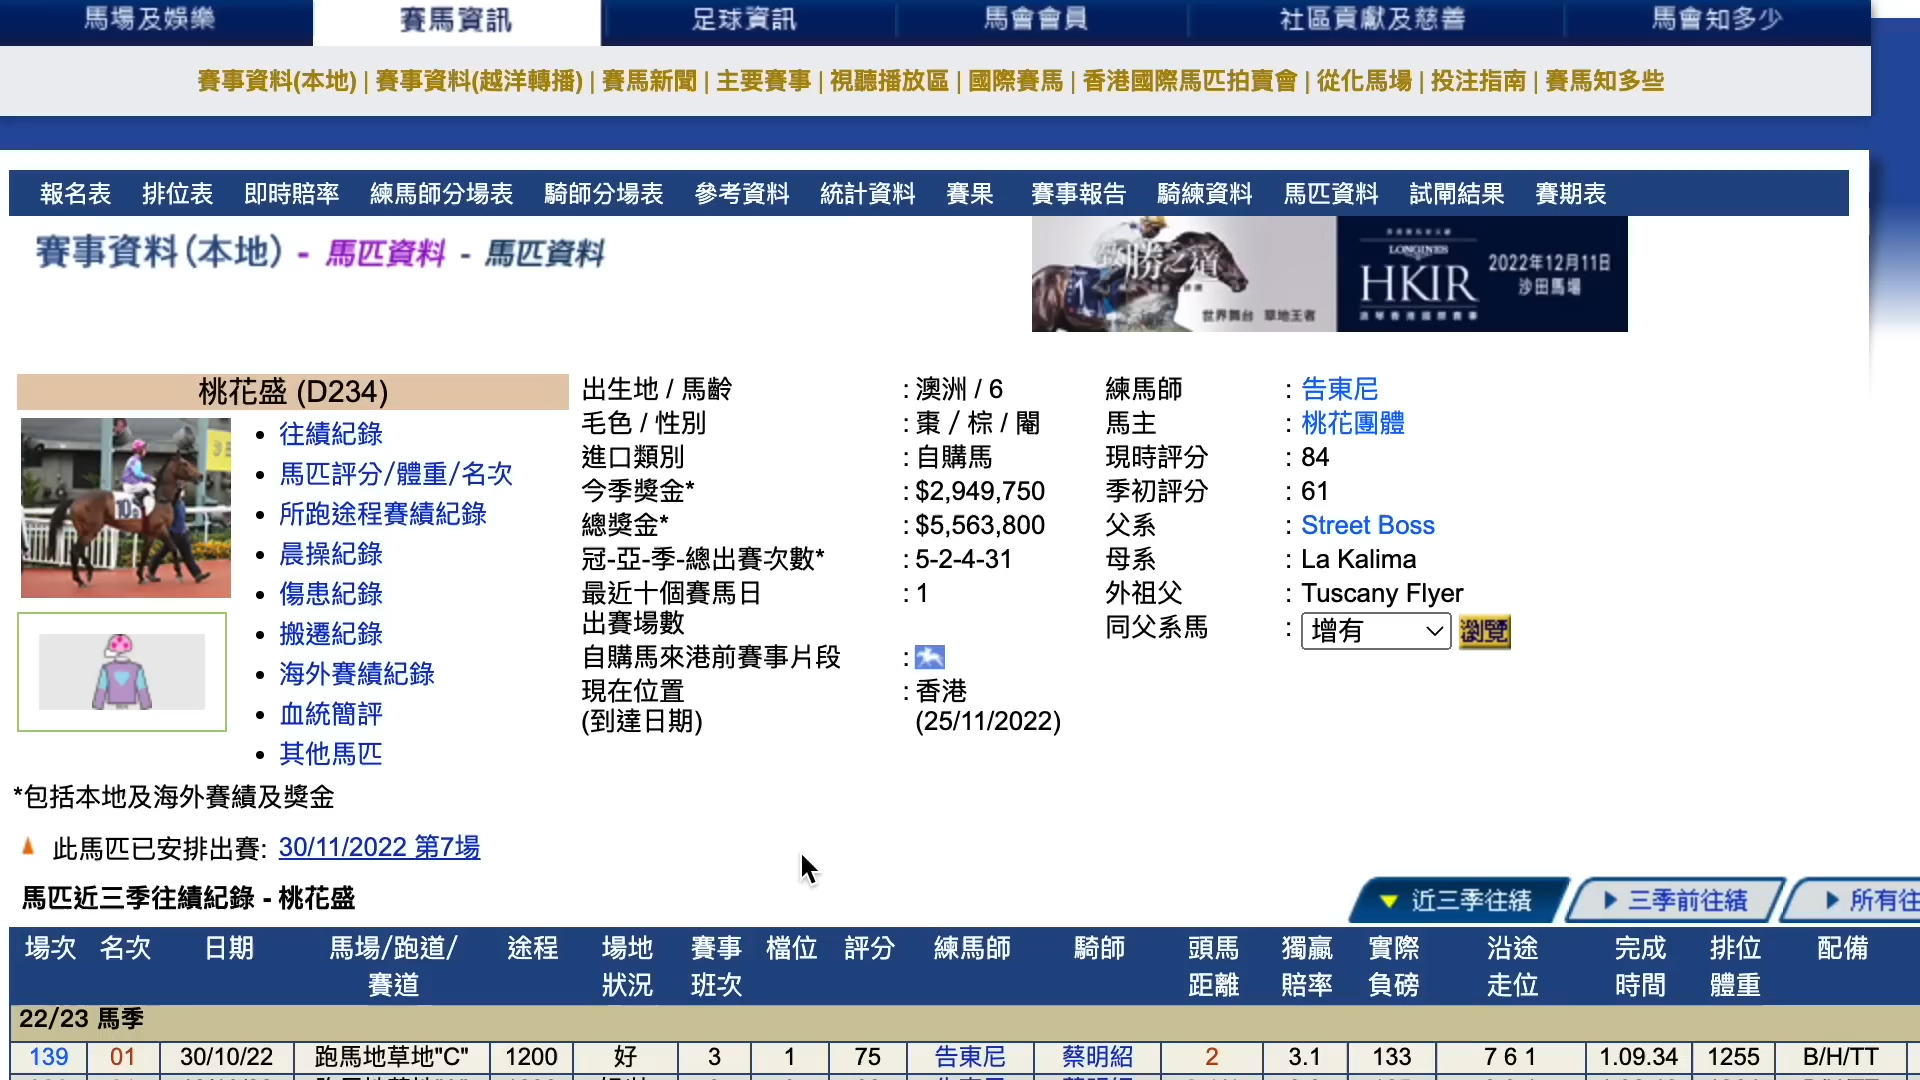 馬場及娛樂 賽馬資訊 足球資訊 馬會會員 社區貢獻及慈善 馬會知多少
賽事資料(本地) | 賽事資料(越洋轉播) | 賽馬新聞 | 主要賽事 | 視聽播放區 | 國際賽馬 | 香港國際馬匹拍賣會 | 從化馬場 | 投注指南 | 賽馬知多些
報名表 排位表 即時賠率 練馬師分場表 騎師分場表 參考資料 統計資料 賽果 賽事報告 騎練資料 馬匹資料 試閘結果 賽期表
賽事資料(本地) - 馬匹資料 - 馬匹資料
致勝之道
世界舞台 草地王者
LONGINES
HKIR
2022年12月11日
沙田馬場
桃花盛 (D234)
往績紀錄
馬匹評分/體重/名次
所跑途程賽績紀錄
晨操紀錄
傷患紀錄
搬遷紀錄
海外賽績紀錄
血統簡評
其他馬匹
出生地 / 馬齡 : 澳洲 / 6
毛色 / 性別 : 棗 / 棕 / 閹
進口類別 : 自購馬
今季獎金* : $2,949,750
總獎金* : $5,563,800
冠-亞-季-總出賽次數* : 5-2-4-31
最近十個賽馬日 : 1
出賽場數
自購馬來港前賽事片段 :
現在位置 : 香港
(到達日期) (25/11/2022)
練馬師 : 告東尼
馬主 : 桃花團體
現時評分 : 84
季初評分 : 61
父系 : Street Boss
母系 : La Kalima
外祖父 : Tuscany Flyer
同父系馬 : 增有 瀏覽
*包括本地及海外賽績及獎金
此馬匹已安排出賽: 30/11/2022 第7場
馬匹近三季往績紀錄 - 桃花盛
近三季往績 三季前往績 所有往
場次 名次 日期 馬場/跑道/ 途程 場地 賽事 檔位 評分 練馬師 騎師 頭馬 獨贏 實際 沿途 完成 排位 配備
賽道 狀況 班次 距離 賠率 負磅 走位 時間 體重
22/23 馬季
139 01 30/10/22 跑馬地草地"C" 1200 好 3 1 75 告東尼 蔡明紹 2 3.1 133 7 6 1 1.09.34 1255 B/H/TT